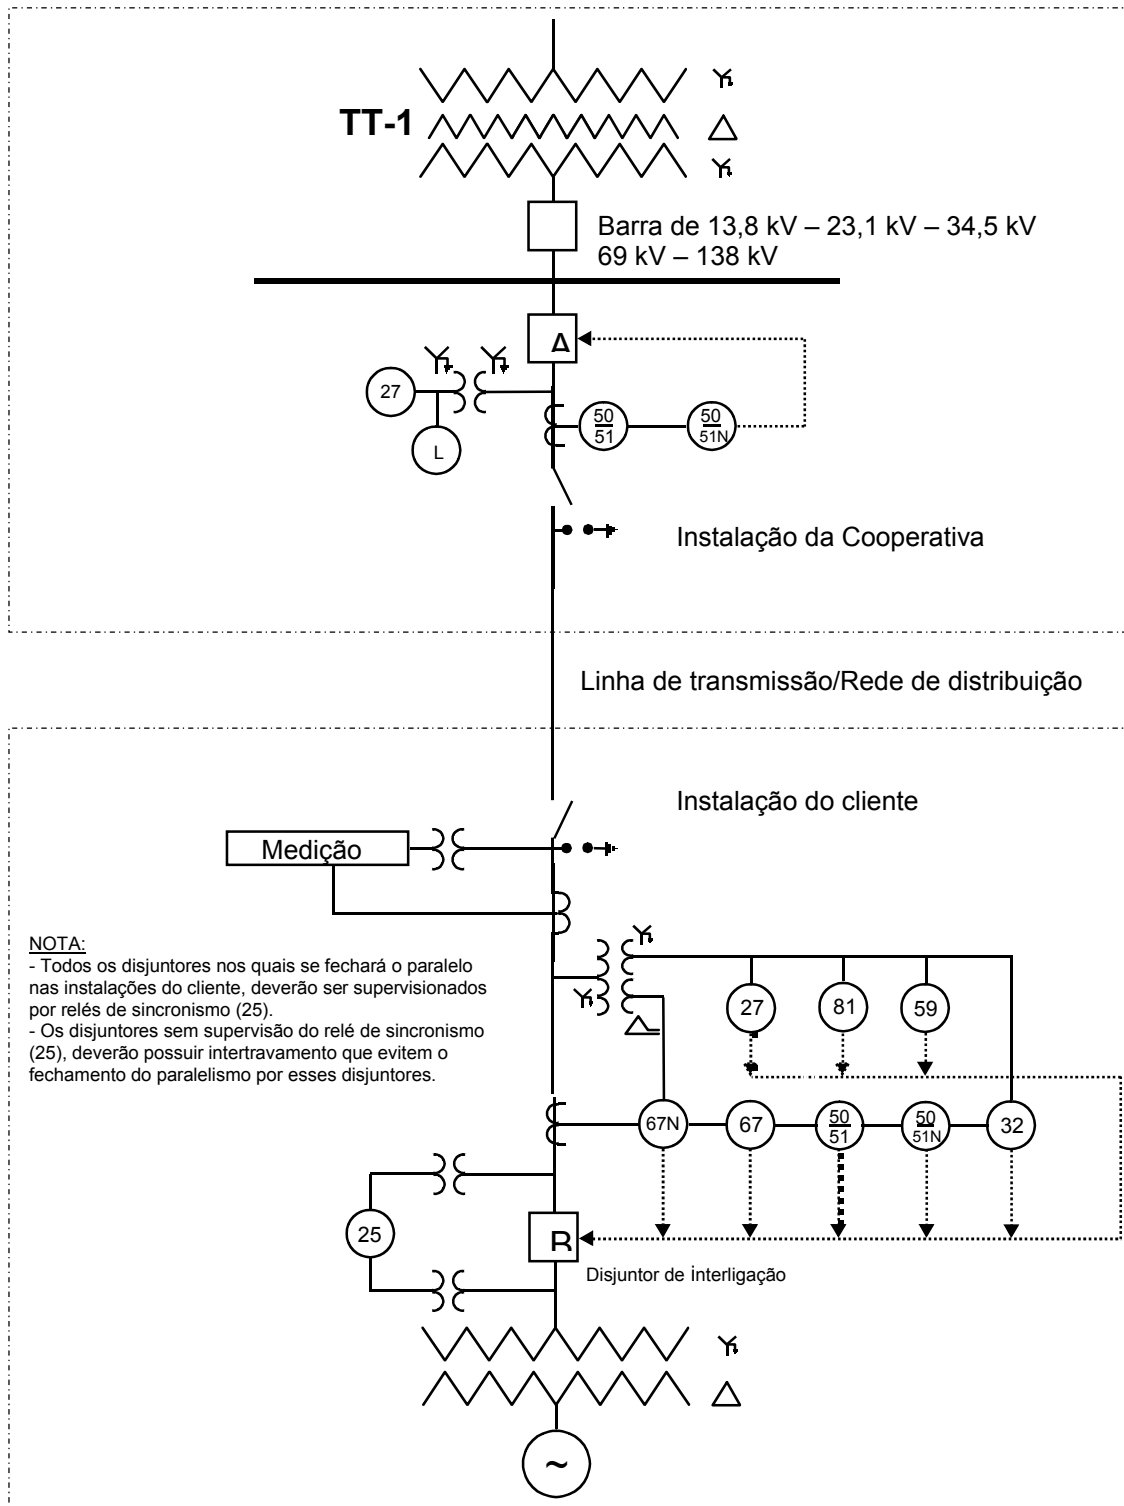 TT-1
Barra de 13,8 kV – 23,1 kV – 34,5 kV
69 kV – 138 kV
A
27
50
51
50
51N
L
Instalação da Cooperativa
Linha de transmissão/Rede de distribuição
Instalação do cliente
Medição
NOTA:
- Todos os disjuntores nos quais se fechará o paralelo
nas instalações do cliente, deverão ser supervisionados
por relés de sincronismo (25).
- Os disjuntores sem supervisão do relé de sincronismo
(25), deverão possuir intertravamento que evitem o
fechamento do paralelismo por esses disjuntores.
27
81
59
67N
67
50
51
50
51N
32
25
B
Disjuntor de interligação
~